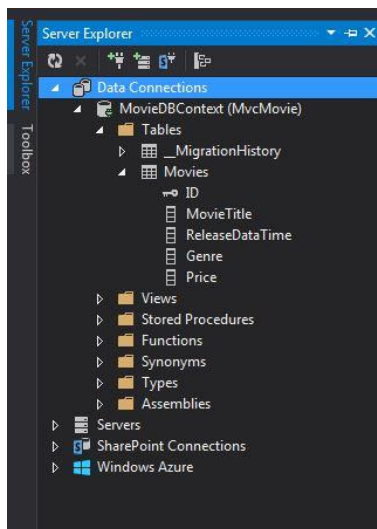 Server Explorer
Toolbox
Server Explorer
Data Connections
MovieDBContext (MvcMovie)
Tables
__MigrationHistory
Movies
ID
MovieTitle
ReleaseDataTime
Genre
Price
Views
Stored Procedures
Functions
Synonyms
Types
Assemblies
Servers
SharePoint Connections
Windows Azure